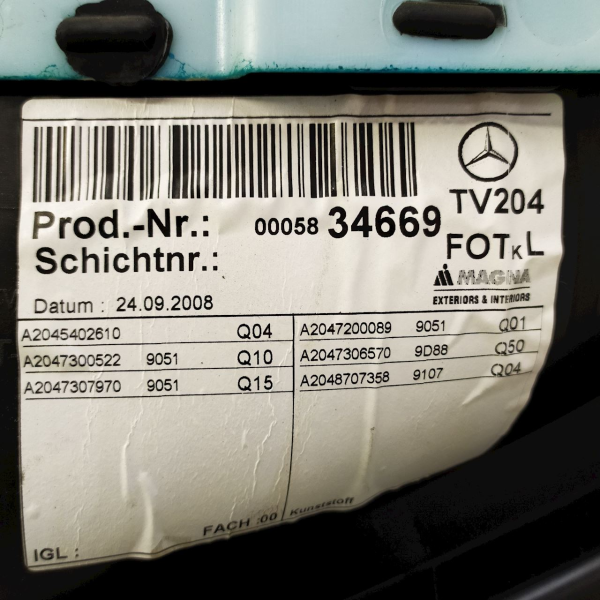 TV204
Prod.-Nr.: 00058 34669
FOTKL
Schichtnr.:
MAGNA
EXTERIORS & INTERIORS
Datum : 24.09.2008
A2045402610 Q04 A2047200089 9051 Q01
A2047300522 9051 Q10 A2047306570 9D88 Q50
A2047307970 9051 Q15 A2048707358 9107 Q04
FACH :00 Kunststoff
IGL :